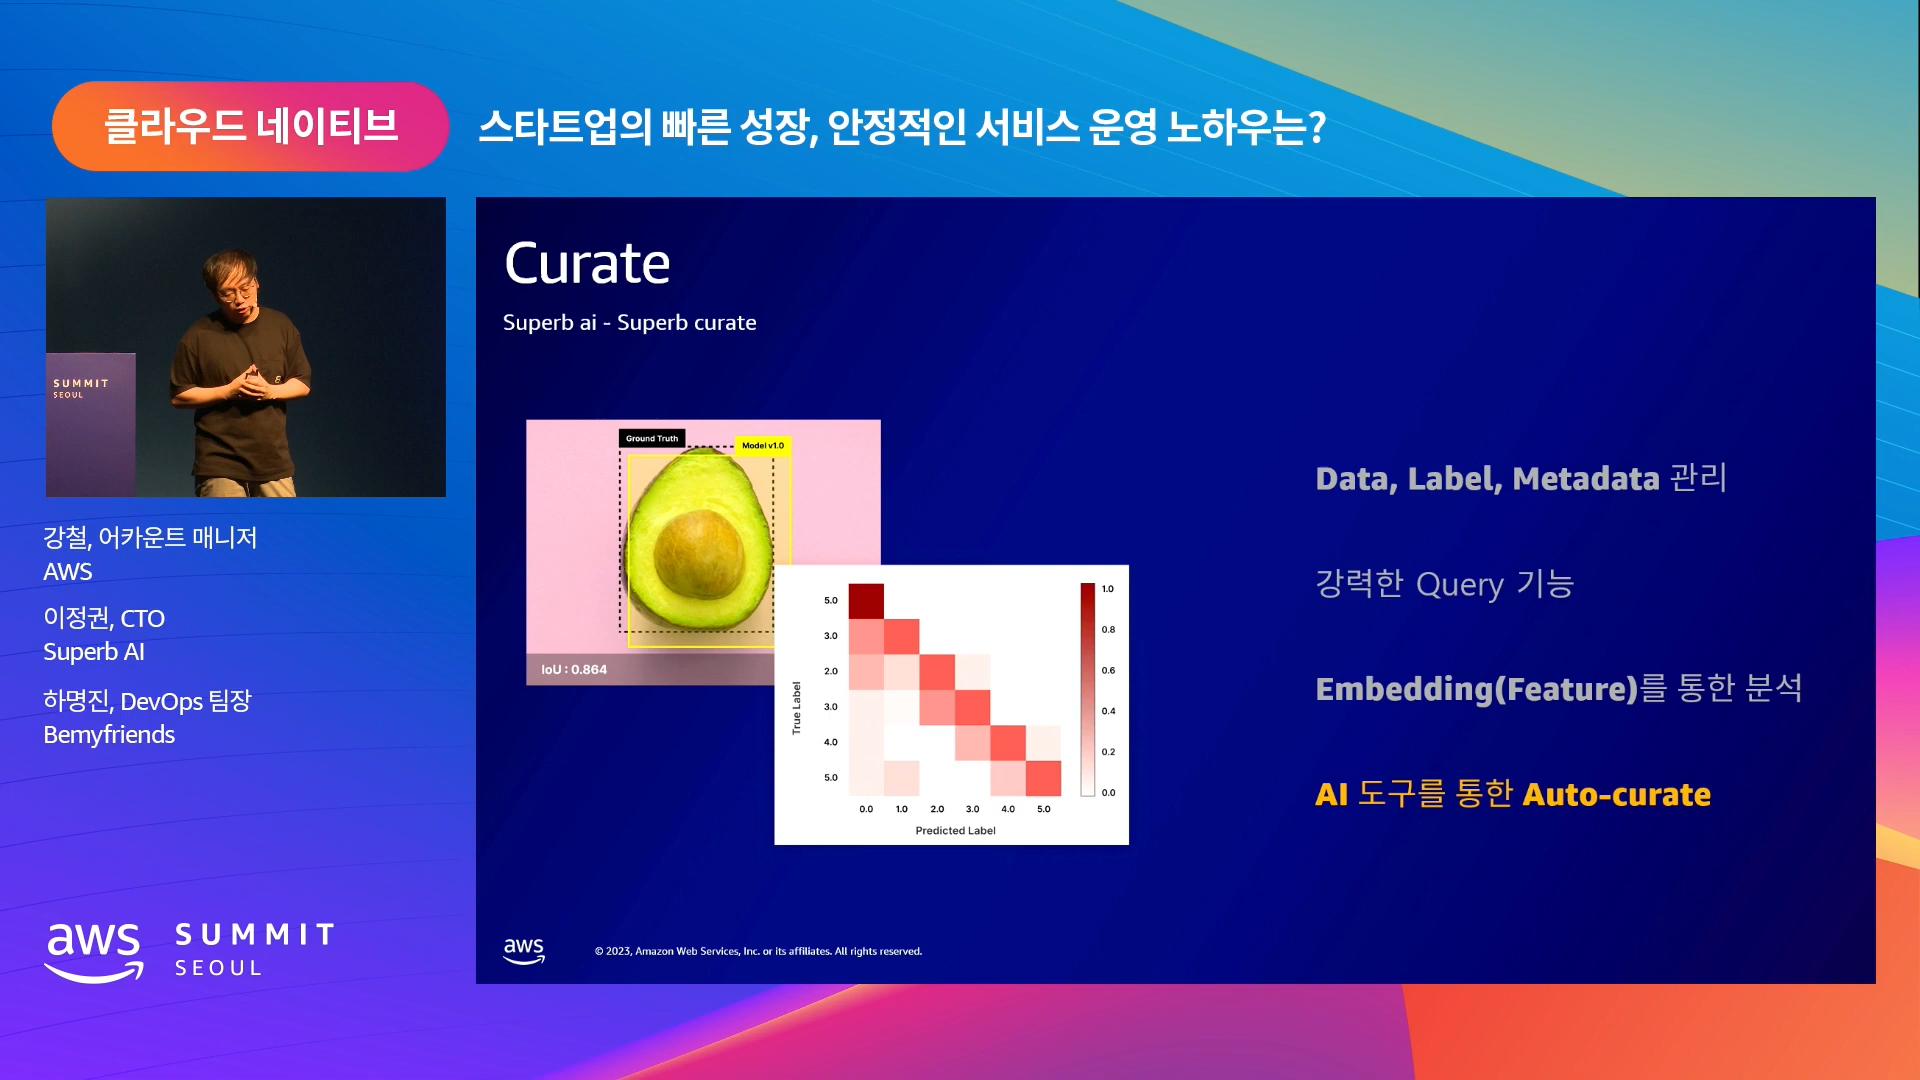 클라우드 네이티브
스타트업의 빠른 성장, 안정적인 서비스 운영 노하우는?
SUMMIT
SEOUL
강철, 어카운트 매니저
AWS
이정권, CTO
Superb AI
하명진, DevOps 팀장
Bemyfriends
aws SUMMIT
SEOUL
Curate
Superb ai - Superb curate
Ground Truth
Model v1.0
IoU : 0.864
True Label
5.0
3.0
2.0
3.0
4.0
5.0
0.0 1.0 2.0 3.0 4.0 5.0
Predicted Label
1.0
0.8
0.6
0.4
0.2
0.0
Data, Label, Metadata 관리
강력한 Query 기능
Embedding(Feature)를 통한 분석
AI 도구를 통한 Auto-curate
aws
© 2023, Amazon Web Services, Inc. or its affiliates. All rights reserved.